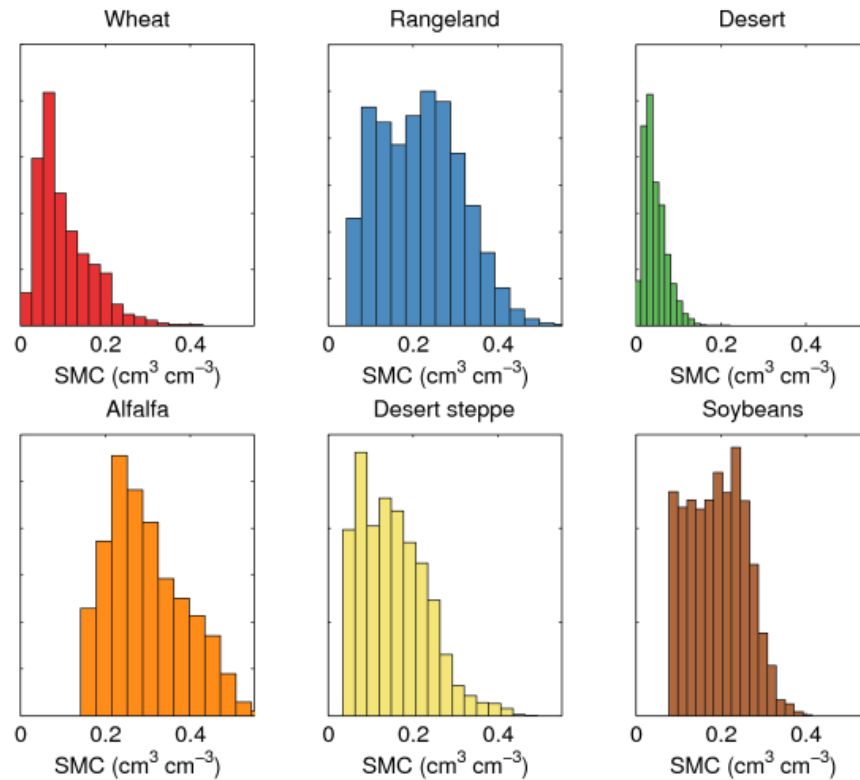 Wheat
Rangeland
Desert
0 0.2 0.4
0 0.2 0.4
0 0.2 0.4
SMC (cm³ cm⁻³)
SMC (cm³ cm⁻³)
SMC (cm³ cm⁻³)
Alfalfa
Desert steppe
Soybeans
0 0.2 0.4
0 0.2 0.4
0 0.2 0.4
SMC (cm³ cm⁻³)
SMC (cm³ cm⁻³)
SMC (cm³ cm⁻³)